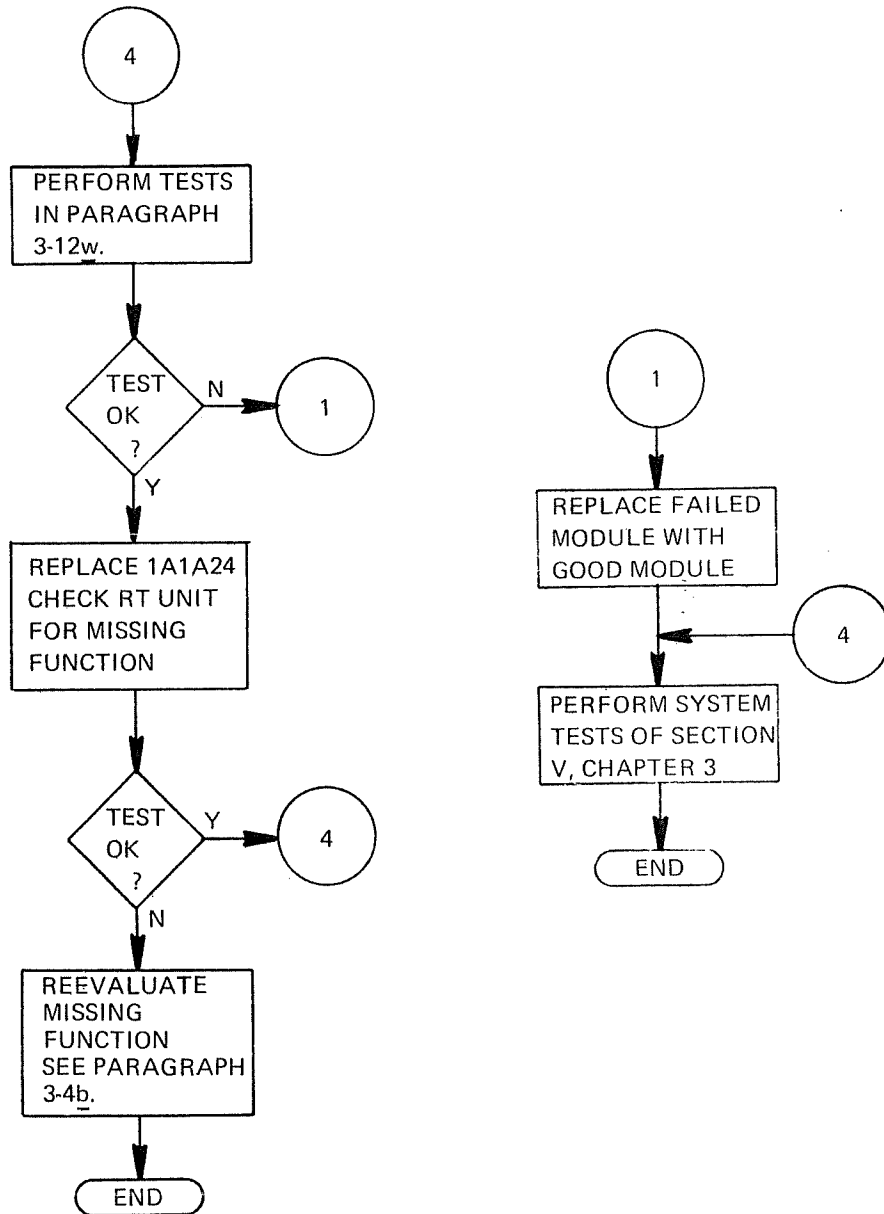 4
PERFORM TESTS
IN PARAGRAPH
3-12w.
TEST
OK
?
N
1
Y
REPLACE 1A1A24
CHECK RT UNIT
FOR MISSING
FUNCTION
TEST
OK
?
Y
4
N
REEVALUATE
MISSING
FUNCTION
SEE PARAGRAPH
3-4b.
END
1
REPLACE FAILED
MODULE WITH
GOOD MODULE
4
PERFORM SYSTEM
TESTS OF SECTION
V, CHAPTER 3
END